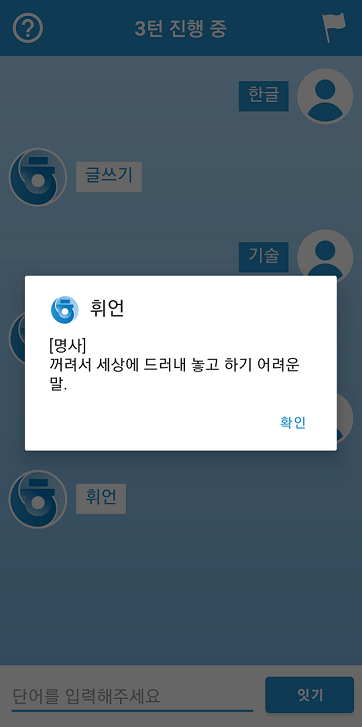 3턴 진행 중
한글
글쓰기
기술
휘언
[명사]
꺼려서 세상에 드러내 놓고 하기 어려운
말.
확인
휘언
단어를 입력해주세요
잇기